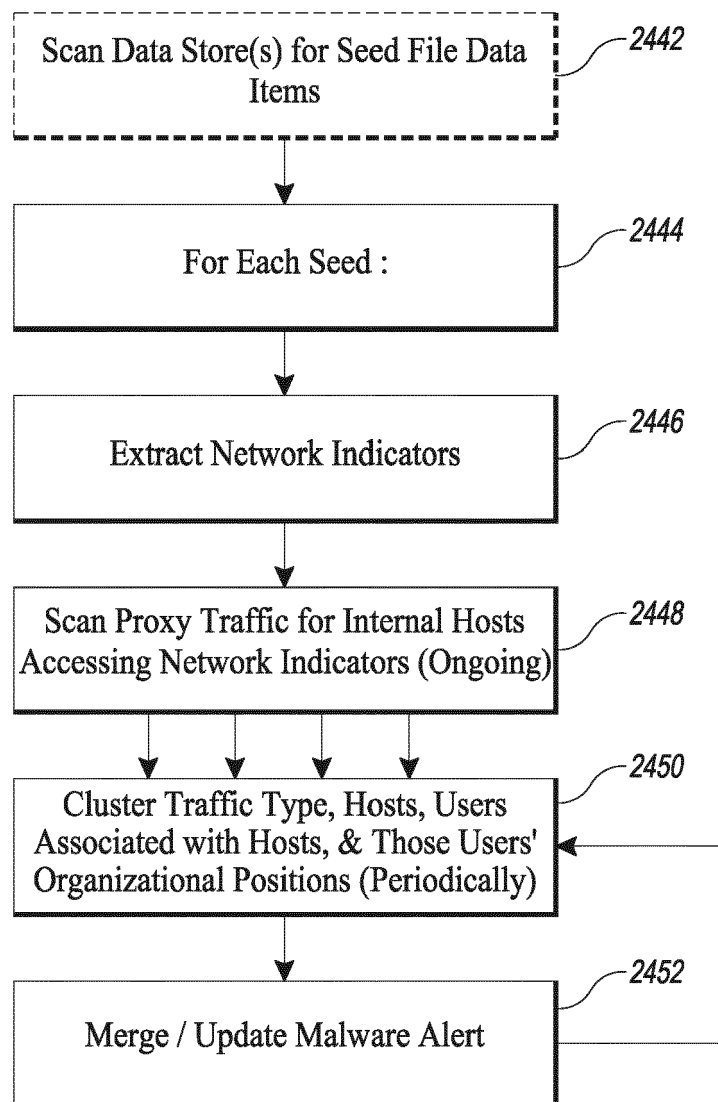 Scan Data Store(s) for Seed File Data
Items
2442
For Each Seed :
2444
Extract Network Indicators
2446
Scan Proxy Traffic for Internal Hosts
Accessing Network Indicators (Ongoing)
2448
Cluster Traffic Type, Hosts, Users
Associated with Hosts, & Those Users'
Organizational Positions (Periodically)
2450
Merge / Update Malware Alert
2452